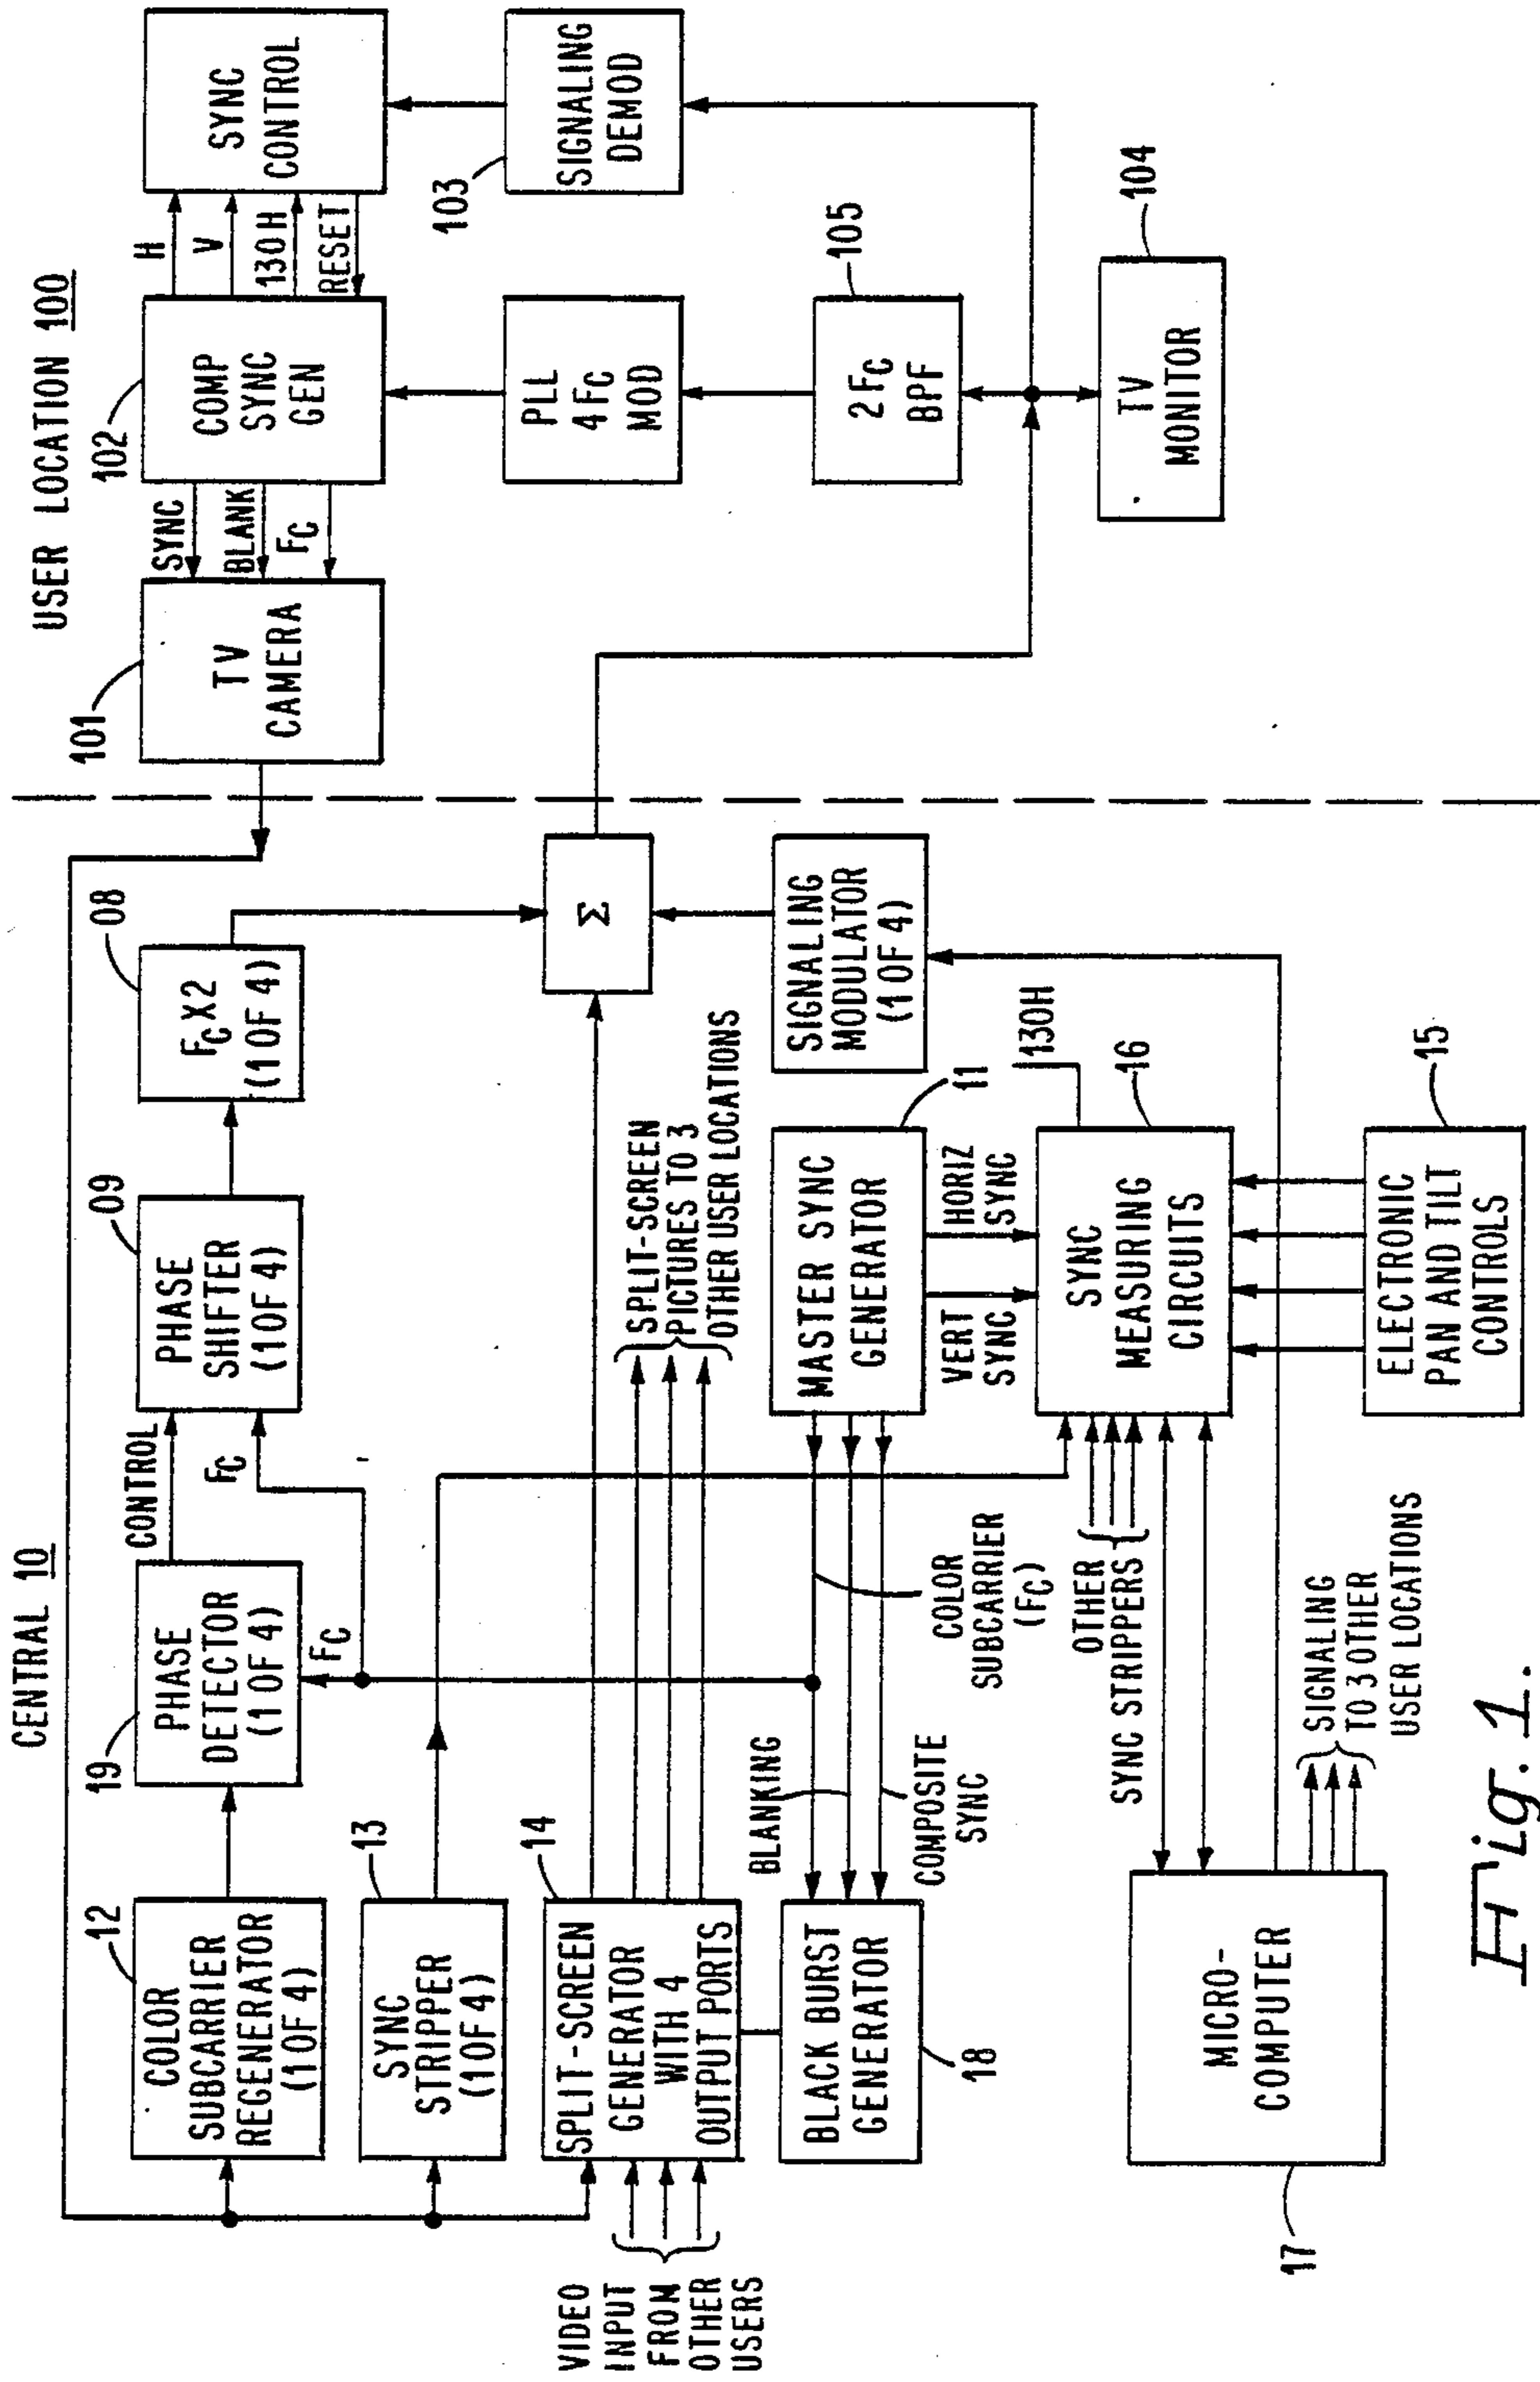 CENTRAL 10
USER LOCATION 100
12
COLOR
SUBCARRIER
REGENERATOR
(1 OF 4)
19
PHASE
DETECTOR
(1 OF 4)
CONTROL
FC
FC
09
PHASE
SHIFTER
(1 OF 4)
08
FC X2
(1 OF 4)
101
TV
CAMERA
SYNC
BLANK
FC
102
COMP
SYNC
GEN
H
V
130H
RESET
SYNC
CONTROL
13
SYNC
STRIPPER
(1 OF 4)
PLL
4FC
MOD
103
SIGNALING
DEMOD
14
SPLIT-SCREEN
GENERATOR
WITH 4
OUTPUT PORTS
VIDEO
INPUT
FROM
OTHER
USERS
SPLIT-SCREEN
PICTURES TO 3
OTHER USER LOCATIONS
Σ
105
2FC
BPF
BLACK BURST
GENERATOR
18
BLANKING
COMPOSITE
SYNC
COLOR
SUBCARRIER
(FC)
MASTER SYNC
GENERATOR
11
SIGNALING
MODULATOR
(1 OF 4)
VERT
SYNC
HORIZ
SYNC
130H
104
TV
MONITOR
OTHER
SYNC STRIPPERS
SYNC
MEASURING
CIRCUITS
16
MICRO-
COMPUTER
17
SIGNALING
TO 3 OTHER
USER LOCATIONS
ELECTRONIC
PAN AND TILT
CONTROLS
15
Fig. 1.